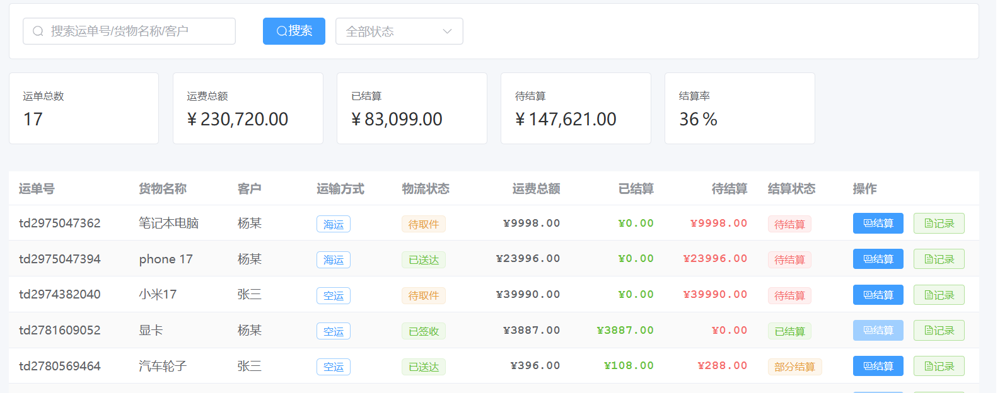 搜索运单号/货物名称/客户 搜索 全部状态
运单总数 运费总额 已结算 待结算 结算率
17 ¥ 230,720.00 ¥ 83,099.00 ¥ 147,621.00 36 %
运单号 货物名称 客户 运输方式 物流状态 运费总额 已结算 待结算 结算状态 操作
td2975047362 笔记本电脑 杨某 海运 待取件 ¥9998.00 ¥0.00 ¥9998.00 待结算 结算 记录
td2975047394 phone 17 杨某 海运 已送达 ¥23996.00 ¥0.00 ¥23996.00 待结算 结算 记录
td2974382040 小米17 张三 空运 待取件 ¥39990.00 ¥0.00 ¥39990.00 待结算 结算 记录
td2781609052 显卡 杨某 空运 已签收 ¥3887.00 ¥3887.00 ¥0.00 已结算 结算 记录
td2780569464 汽车轮子 张三 空运 已送达 ¥396.00 ¥108.00 ¥288.00 部分结算 结算 记录